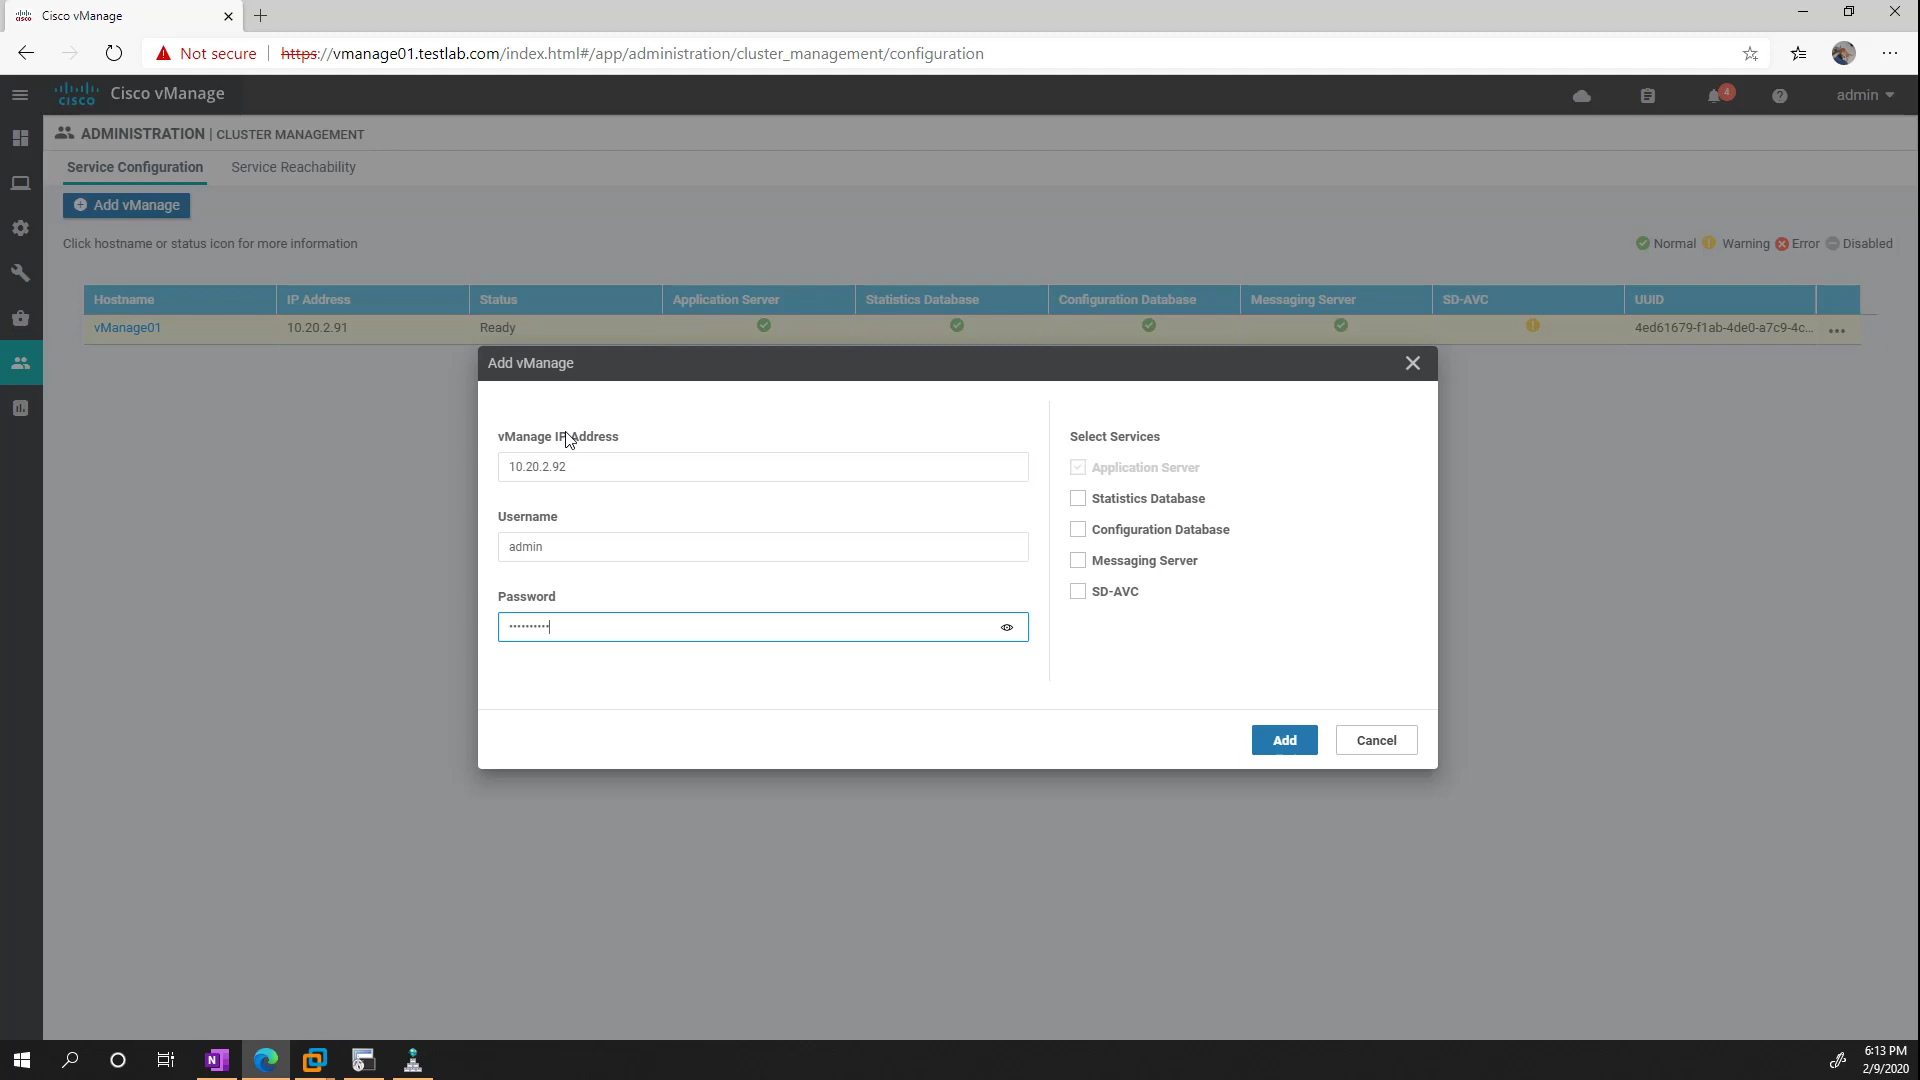 Cisco vManage
Not secure
https://vmanage01.testlab.com/index.html#/app/administration/cluster_management/configuration
cisco
Cisco vManage
4
admin
ADMINISTRATION | CLUSTER MANAGEMENT
Service Configuration
Service Reachability
Add vManage
Click hostname or status icon for more information
Normal
Warning
Error
Disabled
Hostname
IP Address
Status
Application Server
Statistics Database
Configuration Database
Messaging Server
SD-AVC
UUID
vManage01
10.20.2.91
Ready
4ed61679-f1ab-4de0-a7c9-4c...
Add vManage
vManage IP Address
10.20.2.92
Username
admin
Password
••••••••••
Select Services
Application Server
Statistics Database
Configuration Database
Messaging Server
SD-AVC
Add
Cancel
6:13 PM
2/9/2020